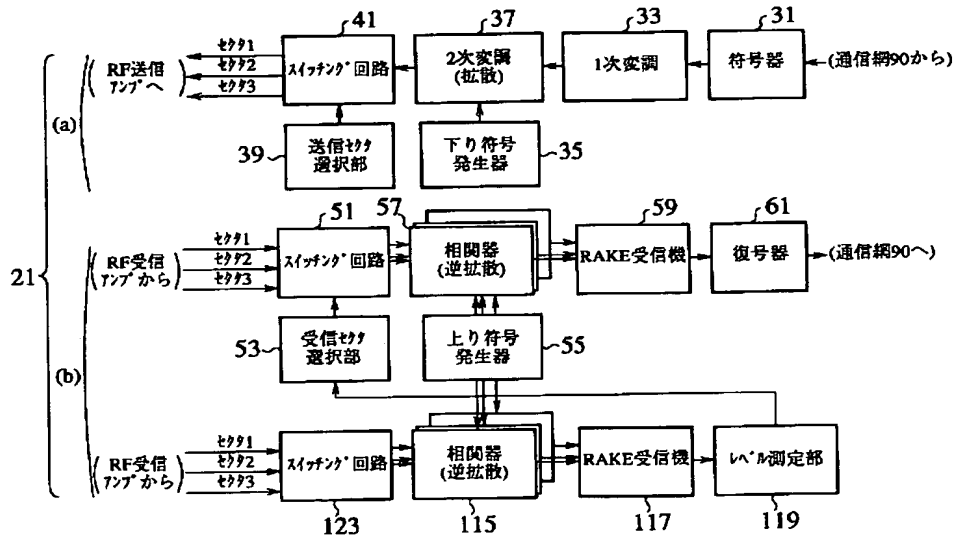 41
37
33
31
(RF送信
アンプへ)
セクタ1
セクタ2
セクタ3
スイッチング回路
2次変調
(拡散)
1次変調
符号器
(通信網90から)
(a)
39
送信セクタ
選択部
下り符号
発生器
35
21
51
57
59
61
(RF受信
アンプから)
セクタ1
セクタ2
セクタ3
スイッチング回路
相関器
(逆拡散)
RAKE受信機
復号器
(通信網90へ)
53
受信セクタ
選択部
上り符号
発生器
55
(b)
(RF受信
アンプから)
セクタ1
セクタ2
セクタ3
スイッチング回路
相関器
(逆拡散)
RAKE受信機
レベル測定部
123
115
117
119